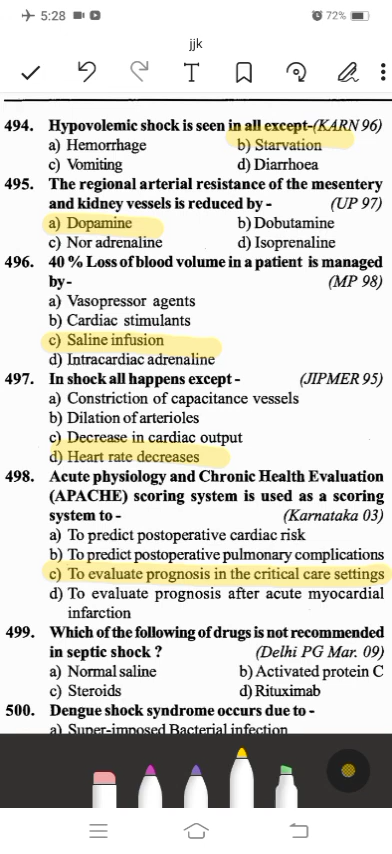 5:28
72%
jjk
T
494. Hypovolemic shock is seen in all except-(KARN 96)
a) Hemorrhage b) Starvation
c) Vomiting d) Diarrhoea
495. The regional arterial resistance of the mesentery
and kidney vessels is reduced by - (UP 97)
a) Dopamine b) Dobutamine
c) Nor adrenaline d) Isoprenaline
496. 40 % Loss of blood volume in a patient is managed
by- (MP 98)
a) Vasopressor agents
b) Cardiac stimulants
c) Saline infusion
d) Intracardiac adrenaline
497. In shock all happens except - (JIPMER 95)
a) Constriction of capacitance vessels
b) Dilation of arterioles
c) Decrease in cardiac output
d) Heart rate decreases
498. Acute physiology and Chronic Health Evaluation
(APACHE) scoring system is used as a scoring
system to - (Karnataka 03)
a) To predict postoperative cardiac risk
b) To predict postoperative pulmonary complications
c) To evaluate prognosis in the critical care settings
d) To evaluate prognosis after acute myocardial
infarction
499. Which of the following of drugs is not recommended
in septic shock ? (Delhi PG Mar. 09)
a) Normal saline b) Activated protein C
c) Steroids d) Rituximab
500. Dengue shock syndrome occurs due to -
a) Super-imposed Bacterial infection